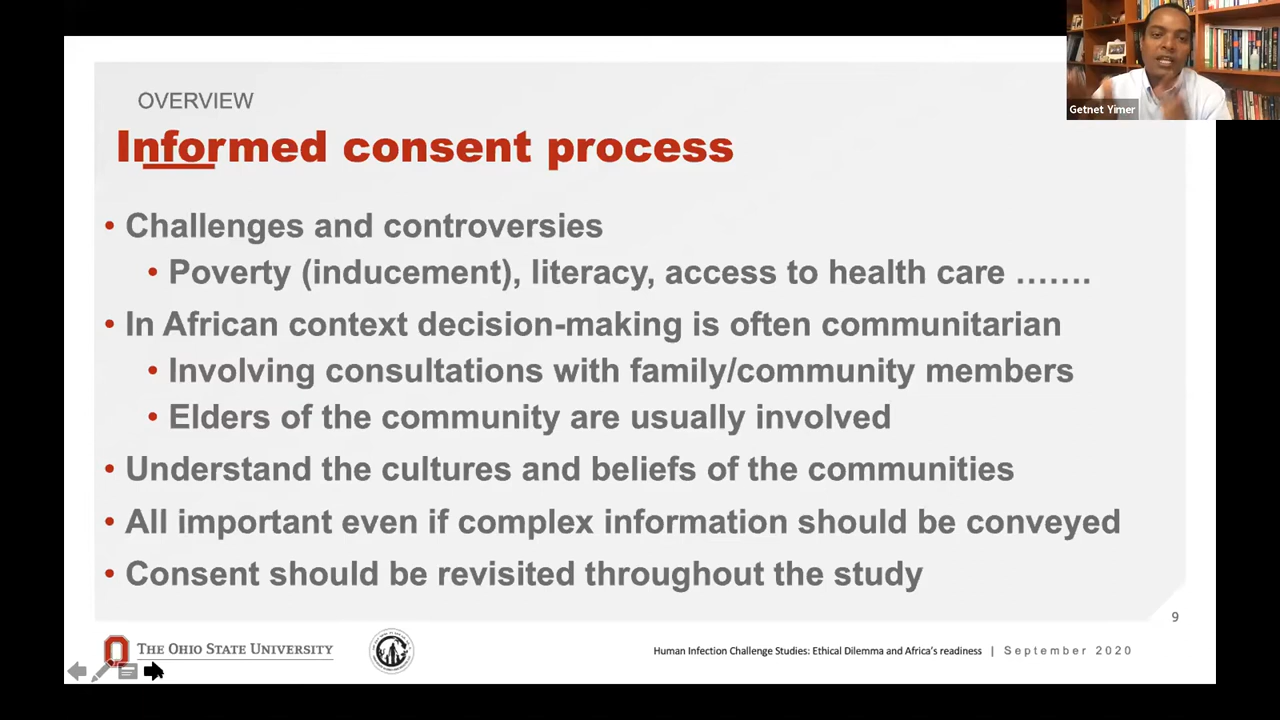 Getnet Yimer
OVERVIEW
Informed consent process
• Challenges and controversies
• Poverty (inducement), literacy, access to health care …….
• In African context decision-making is often communitarian
• Involving consultations with family/community members
• Elders of the community are usually involved
• Understand the cultures and beliefs of the communities
• All important even if complex information should be conveyed
• Consent should be revisited throughout the study
9
THE OHIO STATE UNIVERSITY
Human Infection Challenge Studies: Ethical Dilemma and Africa's readiness | September 2020